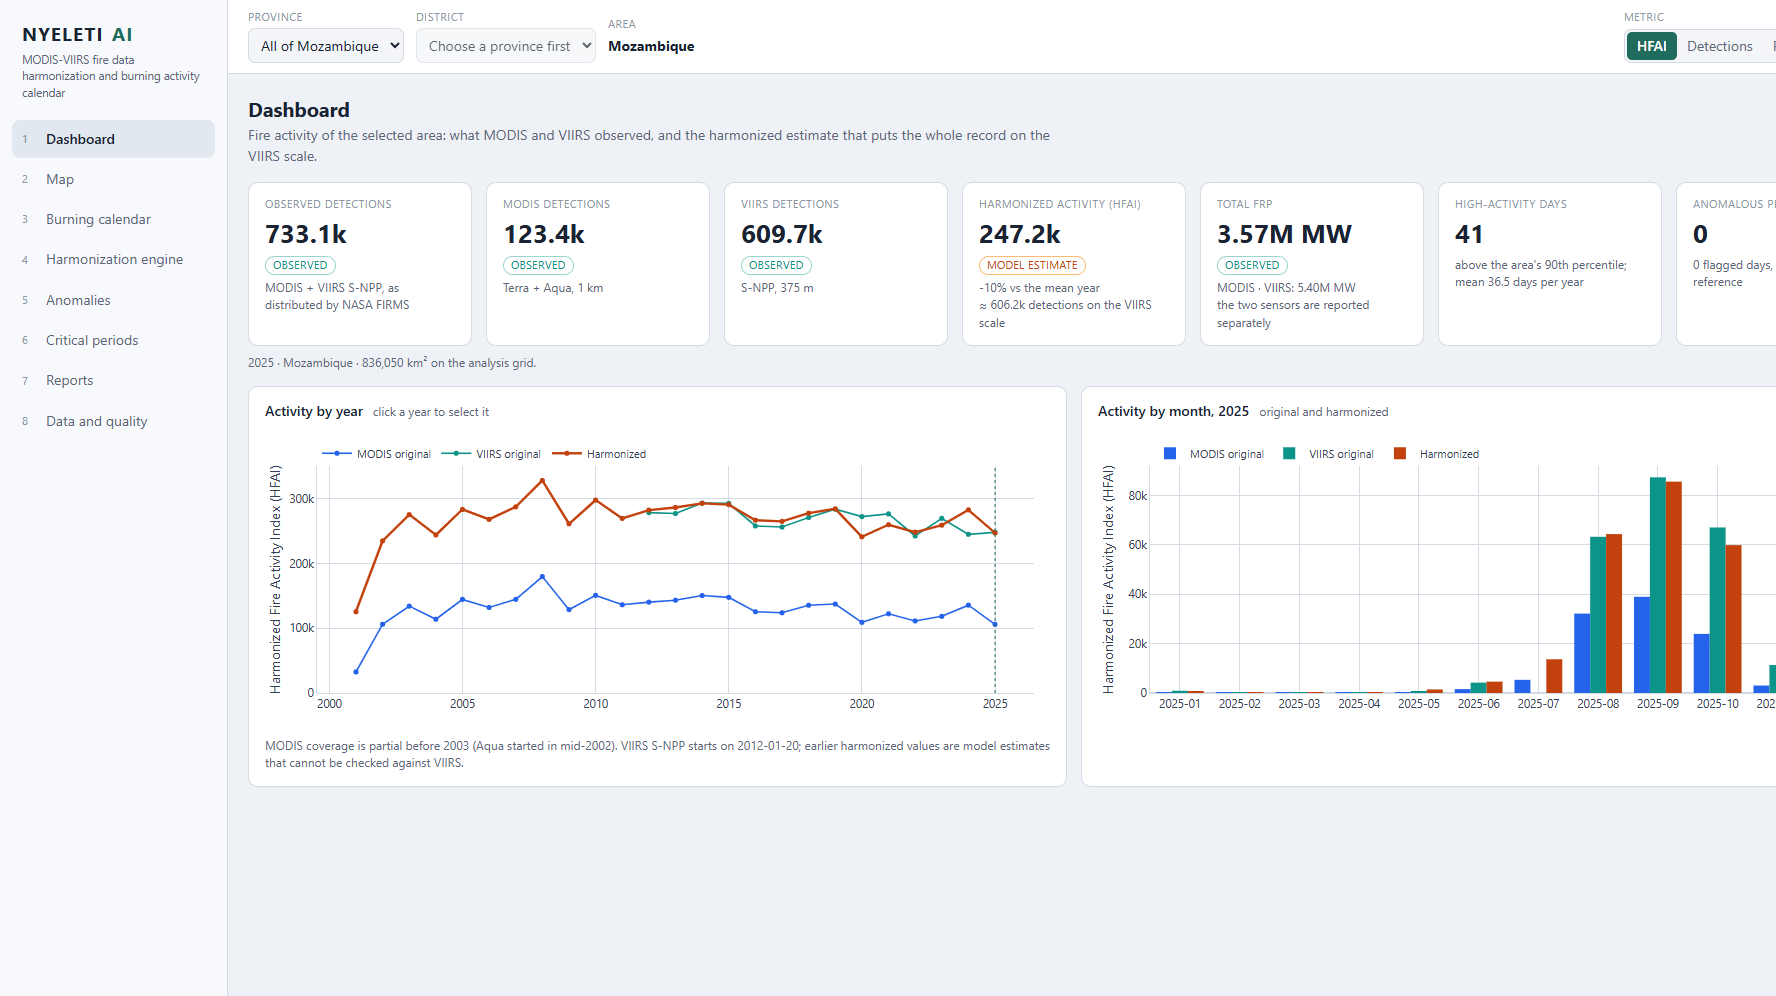 NYELETI AI
MODIS-VIIRS fire data
harmonization and burning activity
calendar
1 Dashboard
2 Map
3 Burning calendar
4 Harmonization engine
5 Anomalies
6 Critical periods
7 Reports
8 Data and quality
PROVINCE
All of Mozambique
DISTRICT
Choose a province first
AREA
Mozambique
METRIC
HFAI Detections
Dashboard
Fire activity of the selected area: what MODIS and VIIRS observed, and the harmonized estimate that puts the whole record on the
VIIRS scale.
OBSERVED DETECTIONS
733.1k
OBSERVED
MODIS + VIIRS S-NPP, as
distributed by NASA FIRMS
MODIS DETECTIONS
123.4k
OBSERVED
Terra + Aqua, 1 km
VIIRS DETECTIONS
609.7k
OBSERVED
S-NPP, 375 m
HARMONIZED ACTIVITY (HFAI)
247.2k
MODEL ESTIMATE
-10% vs the mean year
≈ 606.2k detections on the VIIRS
scale
TOTAL FRP
3.57M MW
OBSERVED
MODIS · VIIRS: 5.40M MW
the two sensors are reported
separately
HIGH-ACTIVITY DAYS
41
above the area's 90th percentile;
mean 36.5 days per year
ANOMALOUS P
0
0 flagged days,
reference
2025 · Mozambique · 836,050 km² on the analysis grid.
Activity by year click a year to select it
MODIS original VIIRS original Harmonized
Harmonized Fire Activity Index (HFAI)
300k
200k
100k
0
2000 2005 2010 2015 2020 2025
MODIS coverage is partial before 2003 (Aqua started in mid-2002). VIIRS S-NPP starts on 2012-01-20; earlier harmonized values are model estimates
that cannot be checked against VIIRS.
Activity by month, 2025 original and harmonized
MODIS original VIIRS original Harmonized
Harmonized Fire Activity Index (HFAI)
80k
60k
40k
20k
0
2025-01 2025-02 2025-03 2025-04 2025-05 2025-06 2025-07 2025-08 2025-09 2025-10 202